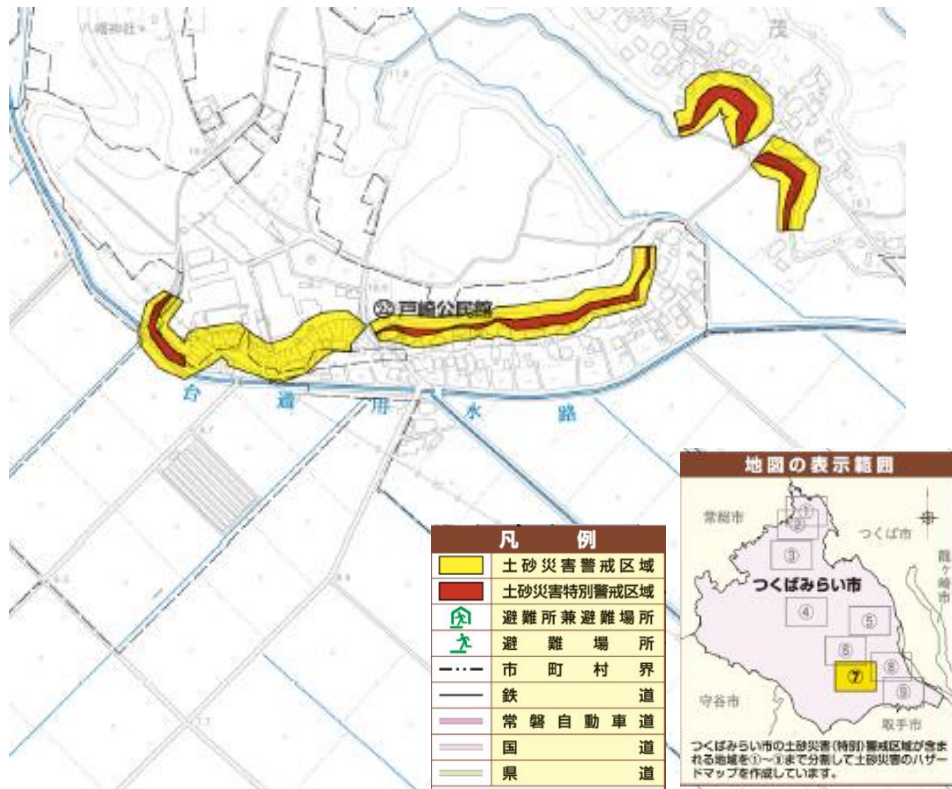 八幡神社
戸 茂
㉒ 戸崎公民館
台 通 用 水 路
凡 例
土砂災害警戒区域
土砂災害特別警戒区域
避難所兼避難場所
避難場所
市町村界
鉄道
常磐自動車道
国道
県道
地図の表示範囲
常総市
つくば市
龍ヶ崎市
つくばみらい市
守谷市
取手市
①
②
③
④
⑤
⑥
⑦
⑧
⑨
つくばみらい市の土砂災害(特別)警戒区域が含ま
れる地域を①～⑨まで分割して土砂災害のハザー
ドマップを作成しています。